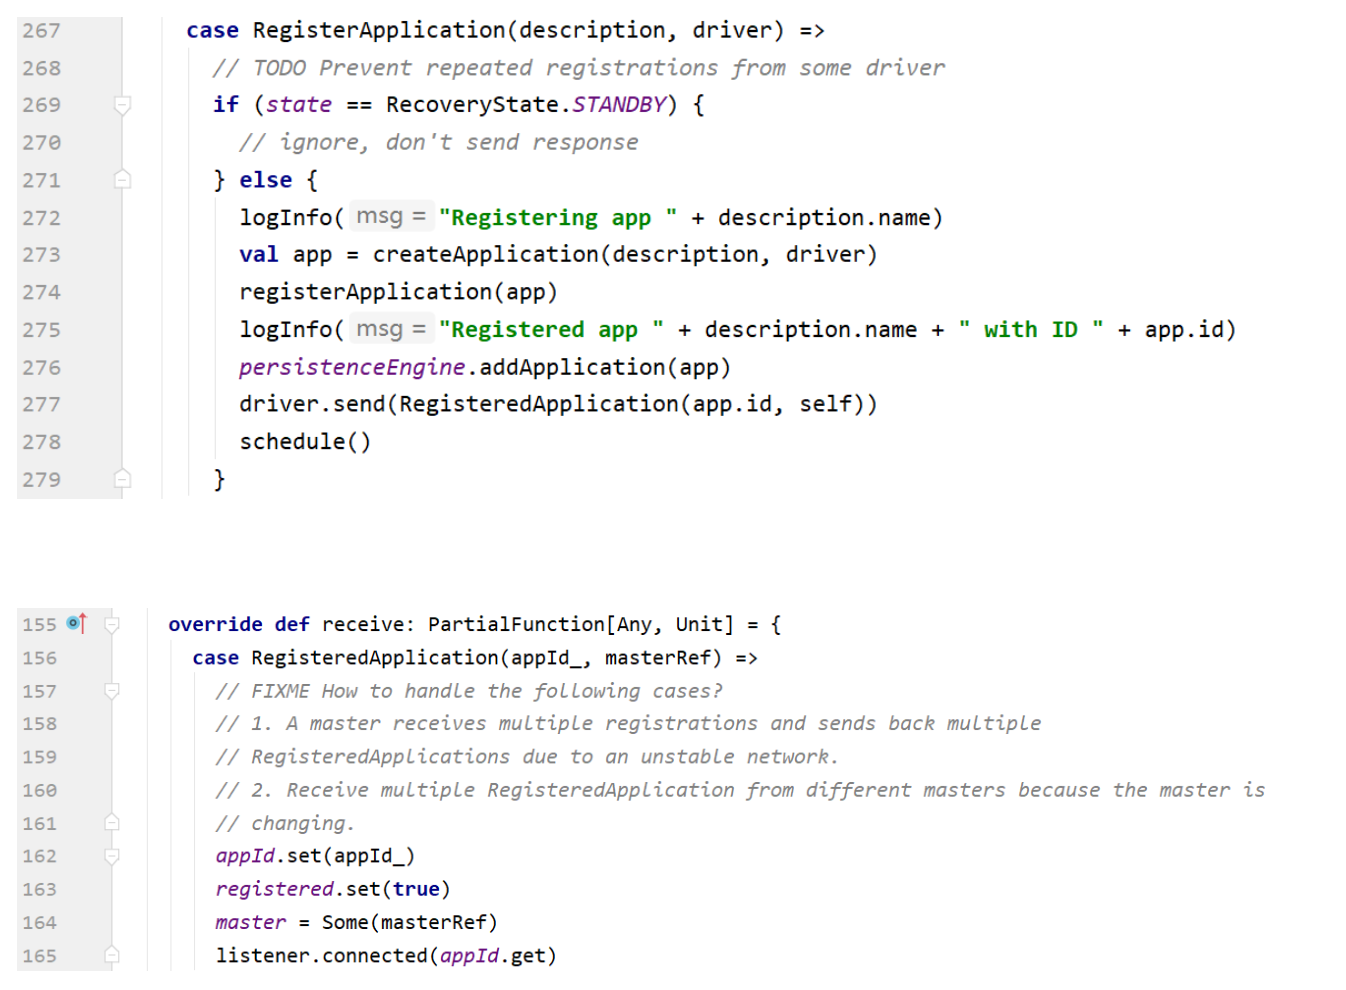 267 case RegisterApplication(description, driver) =>
268 // TODO Prevent repeated registrations from some driver
269 if (state == RecoveryState.STANDBY) {
270 // ignore, don't send response
271 } else {
272 logInfo( msg = "Registering app " + description.name)
273 val app = createApplication(description, driver)
274 registerApplication(app)
275 logInfo( msg = "Registered app " + description.name + " with ID " + app.id)
276 persistenceEngine.addApplication(app)
277 driver.send(RegisteredApplication(app.id, self))
278 schedule()
279 }
155 override def receive: PartialFunction[Any, Unit] = {
156 case RegisteredApplication(appId_, masterRef) =>
157 // FIXME How to handle the following cases?
158 // 1. A master receives multiple registrations and sends back multiple
159 // RegisteredApplications due to an unstable network.
160 // 2. Receive multiple RegisteredApplication from different masters because the master is
161 // changing.
162 appId.set(appId_)
163 registered.set(true)
164 master = Some(masterRef)
165 listener.connected(appId.get)